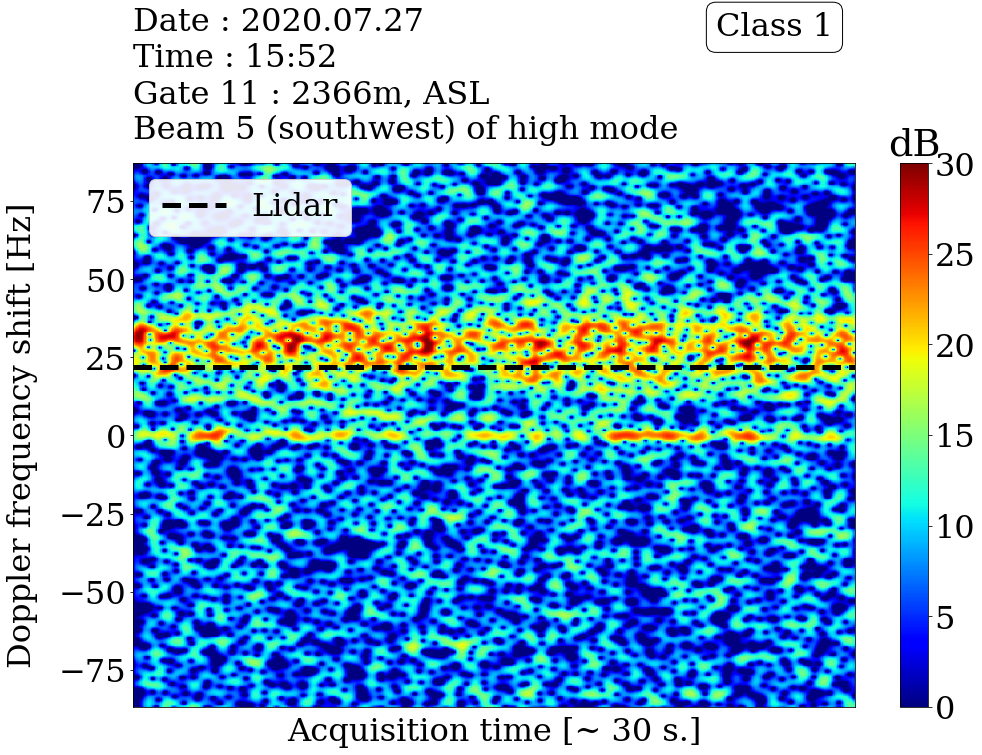 Date : 2020.07.27
Time : 15:52
Gate 11 : 2366m, ASL
Beam 5 (southwest) of high mode
Class 1
dB
Lidar
Doppler frequency shift [Hz]
75
50
25
0
−25
−50
−75
30
25
20
15
10
5
0
Acquisition time [~ 30 s.]